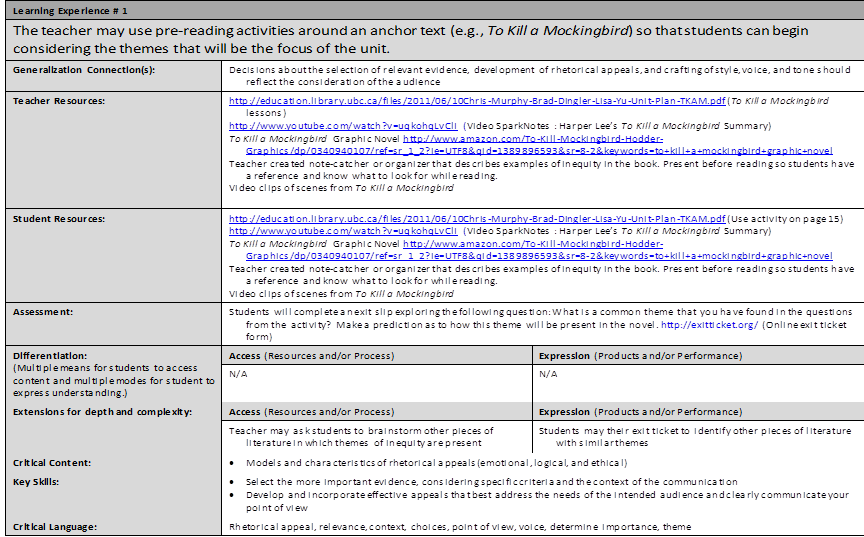 Learning Experience # 1
The teacher may use pre-reading activities around an anchor text (e.g., To Kill a Mockingbird) so that students can begin
considering the themes that will be the focus of the unit.
Generalization Connection(s):
Decisions about the selection of relevant evidence, development of rhetorical appeals, and crafting of style, voice, and tone should
reflect the consideration of the audience
Teacher Resources:
http://education.library.ubc.ca/files/2011/06/10Chris-Murphy-Brad-Dingler-Lisa-Yu-Unit-Plan-TKAM.pdf (To Kill a Mockingbird
lessons)
http://www.youtube.com/watch?v=uqkohqLvClI (Video SparkNotes : Harper Lee's To Kill a Mockingbird Summary)
To Kill a Mockingbird Graphic Novel http://www.amazon.com/To-Kill-Mockingbird-Hodder-
Graphics/dp/0340940107/ref=sr_1_2?ie=UTF8&qid=1389896593&sr=8-2&keywords=to+kill+a+mockingbird+graphic+novel
Teacher created note-catcher or organizer that describes examples of inequity in the book. Present before reading so students have
a reference and know what to look for while reading.
Video clips of scenes from To Kill a Mockingbird
Student Resources:
http://education.library.ubc.ca/files/2011/06/10Chris-Murphy-Brad-Dingler-Lisa-Yu-Unit-Plan-TKAM.pdf (Use activity on page 15)
http://www.youtube.com/watch?v=uqkohqLvClI (Video SparkNotes : Harper Lee's To Kill a Mockingbird Summary)
To Kill a Mockingbird Graphic Novel http://www.amazon.com/To-Kill-Mockingbird-Hodder-
Graphics/dp/0340940107/ref=sr_1_2?ie=UTF8&qid=1389896593&sr=8-2&keywords=to+kill+a+mockingbird+graphic+novel
Teacher created note-catcher or organizer that describes examples of inequity in the book. Present before reading so students have
a reference and know what to look for while reading.
Video clips of scenes from To Kill a Mockingbird
Assessment:
Students will complete an exit slip exploring the following question: What is a common theme that you have found in the questions
from the activity? Make a prediction as to how this theme will be present in the novel. http://exitticket.org/ (Online exit ticket
form)
Differentiation:
(Multiple means for students to access
content and multiple modes for student to
express understanding.)
Access (Resources and/or Process)
Expression (Products and/or Performance)
N/A
N/A
Extensions for depth and complexity:
Access (Resources and/or Process)
Expression (Products and/or Performance)
Teacher may ask students to brainstorm other pieces of
literature in which themes of inequity are present
Students may their exit ticket to identify other pieces of literature
with similar themes
Critical Content:
• Models and characteristics of rhetorical appeals (emotional, logical, and ethical)
Key Skills:
• Select the more important evidence, considering specific criteria and the context of the communication
• Develop and incorporate effective appeals that best address the needs of the intended audience and clearly communicate your
point of view
Critical Language:
Rhetorical appeal, relevance, context, choices, point of view, voice, determine importance, theme